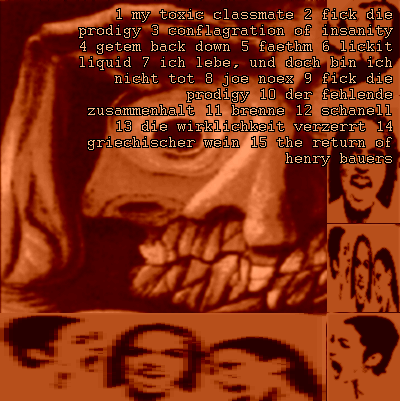 1 my toxic classmate 2 fick die
prodigy 3 conflagration of insanity
4 getem back down 5 faethm 6 lickit
liquid 7 ich lebe, und doch bin ich
nicht tot 8 joe noex 9 fick die
prodigy 10 der fehlende
zusammenhalt 11 brenne 12 schanell
13 die wirklichkeit verzerrt 14
griechischer wein 15 the return of
henry bauers